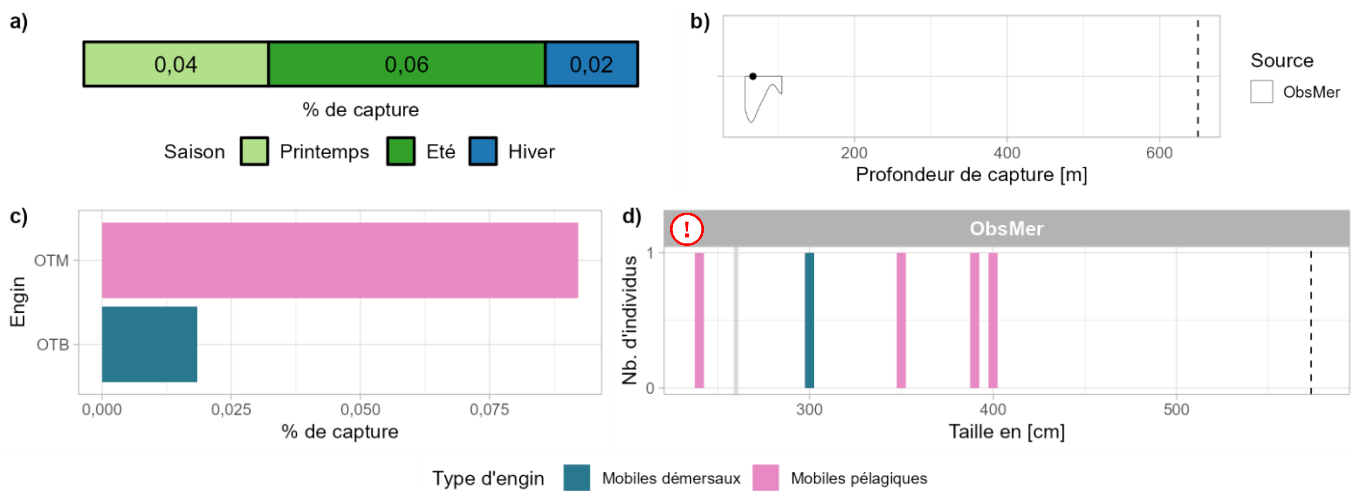 a)
0,04 0,06 0,02
% de capture
Saison Printemps Eté Hiver
b)
200 400 600
Profondeur de capture [m]
Source
ObsMer
c)
Engin
OTM
OTB
0,000 0,025 0,050 0,075
% de capture
d)
! ObsMer
Nb. d'individus
1
0
300 400 500
Taille en [cm]
Type d'engin Mobiles démersaux Mobiles pélagiques